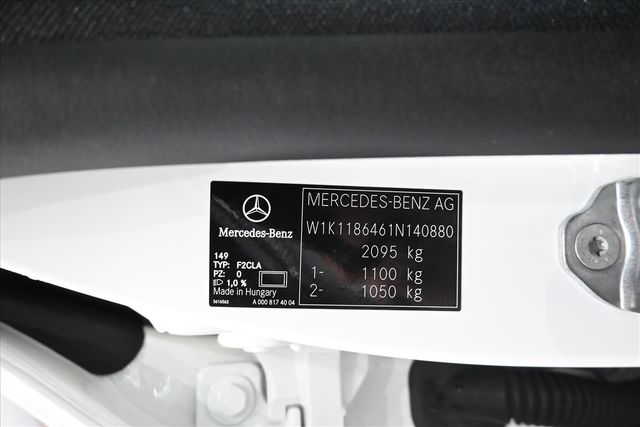 MERCEDES-BENZ AG
W1K1186461N140880
2095 kg
1- 1100 kg
2- 1050 kg
Mercedes-Benz
149
TYP: F2CLA
PZ: 0
1,0 %
Made in Hungary
A 000 817 40 04